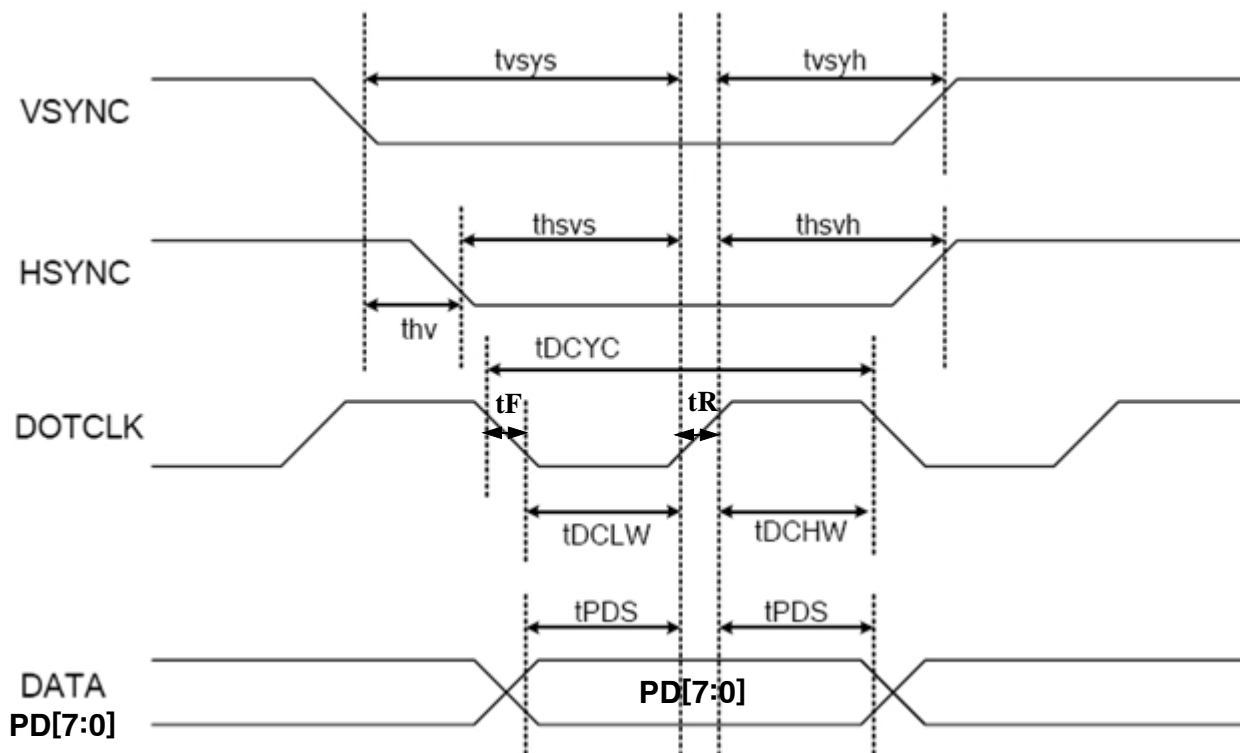 tvsys
tvsyh
VSYNC
thsvs
thsvh
HSYNC
thv
tDCYC
tF
tR
DOTCLK
tDCLW
tDCHW
tPDS
tPDS
DATA
PD[7:0]
PD[7:0]